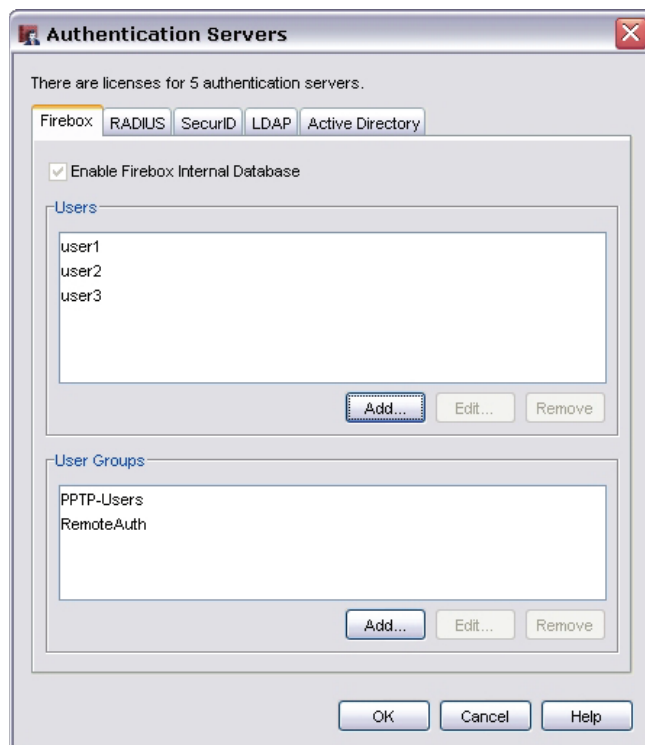 Authentication Servers
There are licenses for 5 authentication servers.
Firebox RADIUS SecurID LDAP Active Directory
Enable Firebox Internal Database
Users
user1
user2
user3
Add... Edit... Remove
User Groups
PPTP-Users
RemoteAuth
Add... Edit... Remove
OK Cancel Help